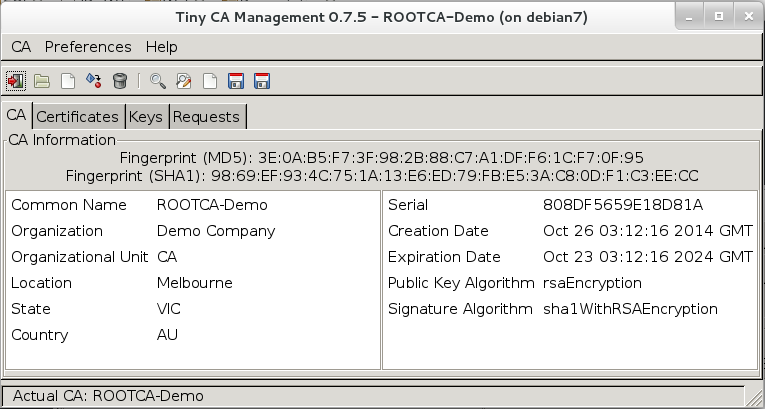 Tiny CA Management 0.7.5 - ROOTCA-Demo (on debian7)
CA Preferences Help
CA Certificates Keys Requests
CA Information
Fingerprint (MD5): 3E:0A:B5:F7:3F:98:2B:88:C7:A1:DF:F6:1C:F7:0F:95
Fingerprint (SHA1): 98:69:EF:93:4C:75:1A:13:E6:ED:79:FB:E5:3A:C8:0D:F1:C3:EE:CC
Common Name ROOTCA-Demo
Organization Demo Company
Organizational Unit CA
Location Melbourne
State VIC
Country AU
Serial 808DF5659E18D81A
Creation Date Oct 26 03:12:16 2014 GMT
Expiration Date Oct 23 03:12:16 2024 GMT
Public Key Algorithm rsaEncryption
Signature Algorithm sha1WithRSAEncryption
Actual CA: ROOTCA-Demo